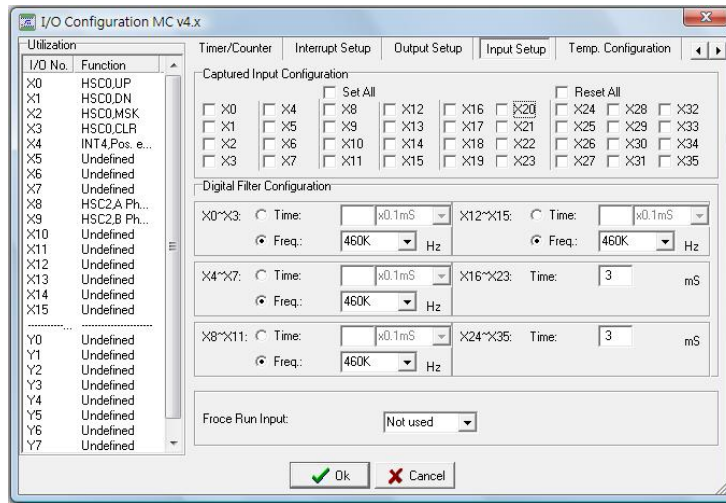 I/O Configuration MC v4.x
Utilization
I/O No. Function
X0 HSC0,UP
X1 HSC0,DN
X2 HSC0,MSK
X3 HSC0,CLR
X4 INT4,Pos. e...
X5 Undefined
X6 Undefined
X7 Undefined
X8 HSC2,A Ph...
X9 HSC2,B Ph...
X10 Undefined
X11 Undefined
X12 Undefined
X13 Undefined
X14 Undefined
X15 Undefined
Y0 Undefined
Y1 Undefined
Y2 Undefined
Y3 Undefined
Y4 Undefined
Y5 Undefined
Y6 Undefined
Y7 Undefined
Timer/Counter Interrupt Setup Output Setup Input Setup Temp. Configuration
Captured Input Configuration
Set All Reset All
X0 X4 X8 X12 X16 X20 X24 X28 X32
X1 X5 X9 X13 X17 X21 X25 X29 X33
X2 X6 X10 X14 X18 X22 X26 X30 X34
X3 X7 X11 X15 X19 X23 X27 X31 X35
Digital Filter Configuration
X0~X3: Time: x0.1mS X12~X15: Time: x0.1mS
Freq.: 460K Hz Freq.: 460K Hz
X4~X7: Time: x0.1mS X16~X23: Time: 3 mS
Freq.: 460K Hz
X8~X11: Time: x0.1mS X24~X35: Time: 3 mS
Freq.: 460K Hz
Froce Run Input: Not used
Ok Cancel